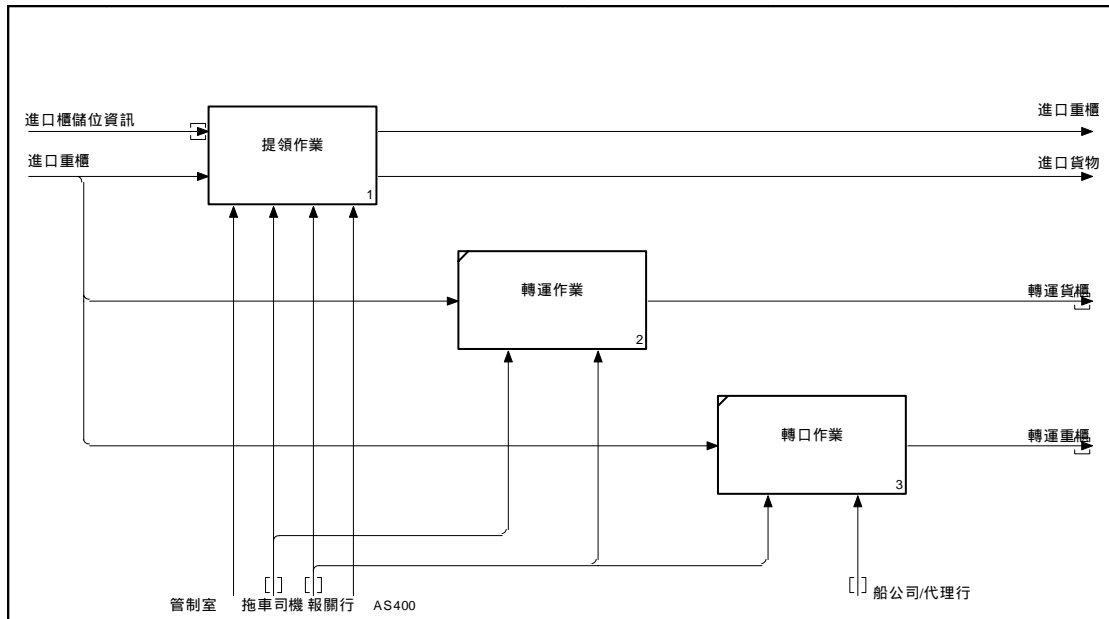 進口櫃儲位資訊
進口重櫃
提領作業
1
進口重櫃
進口貨物
轉運作業
2
轉運貨櫃
轉口作業
3
轉運重櫃
管制室
拖車司機
報關行
AS400
船公司/代理行